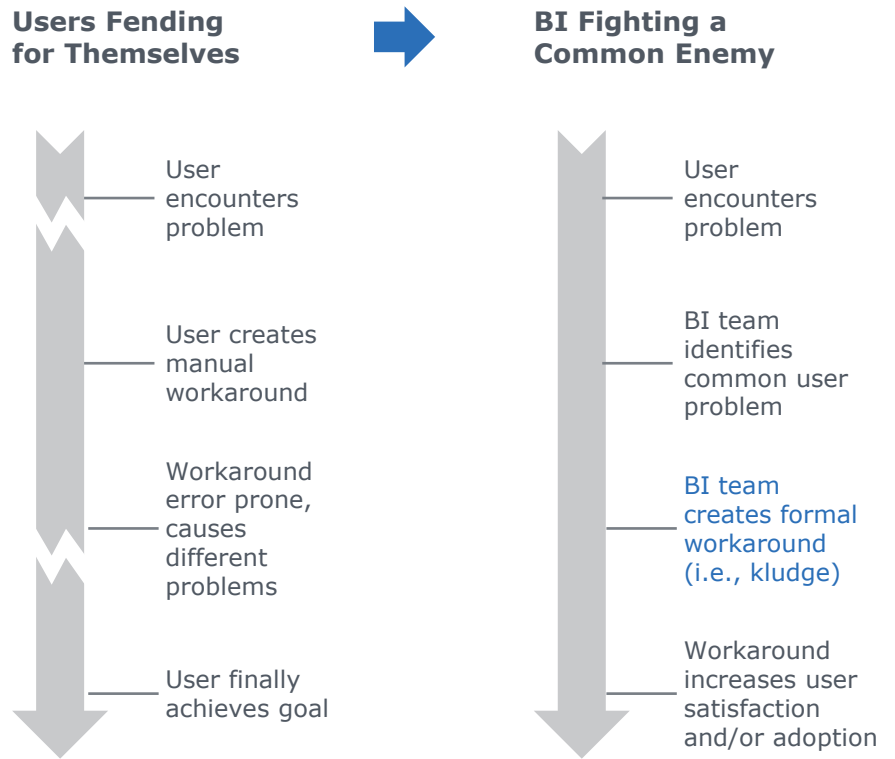 Users Fending
for Themselves
BI Fighting a
Common Enemy
User
encounters
problem
User creates
manual
workaround
Workaround
error prone,
causes
different
problems
User finally
achieves goal
User
encounters
problem
BI team
identifies
common user
problem
BI team
creates formal
workaround
(i.e., kludge)
Workaround
increases user
satisfaction
and/or adoption